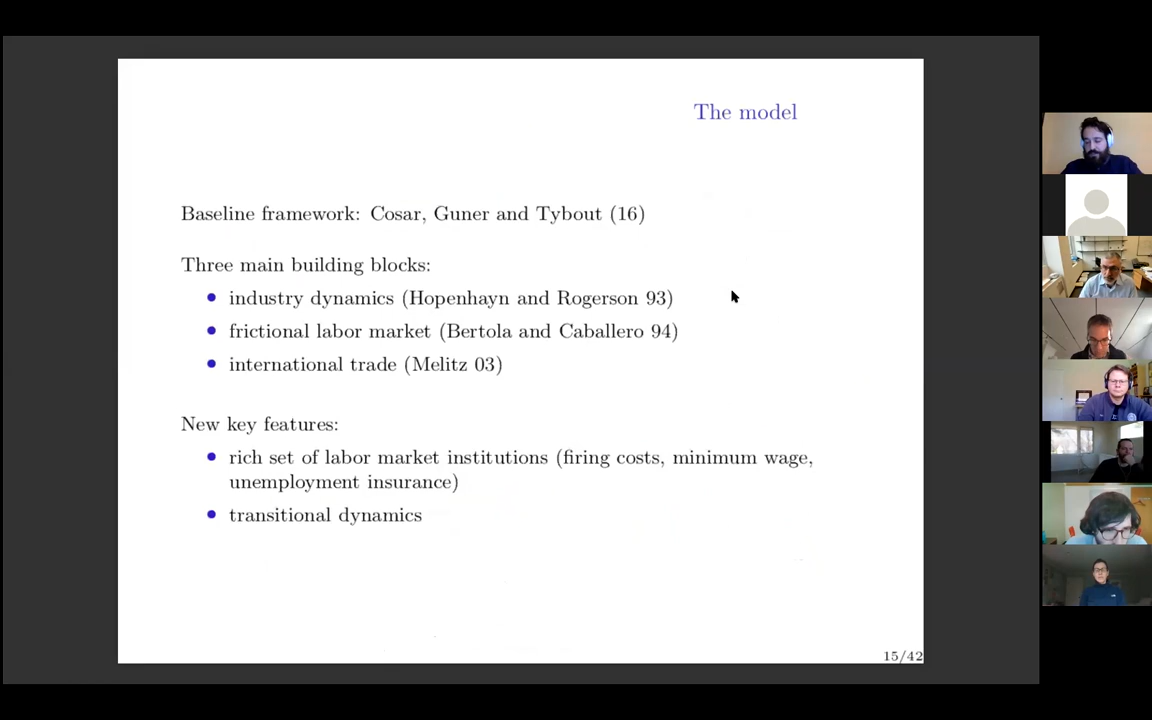 The model
Baseline framework: Cosar, Guner and Tybout (16)
Three main building blocks:
• industry dynamics (Hopenhayn and Rogerson 93)
• frictional labor market (Bertola and Caballero 94)
• international trade (Melitz 03)
New key features:
• rich set of labor market institutions (firing costs, minimum wage,
unemployment insurance)
• transitional dynamics
15/42